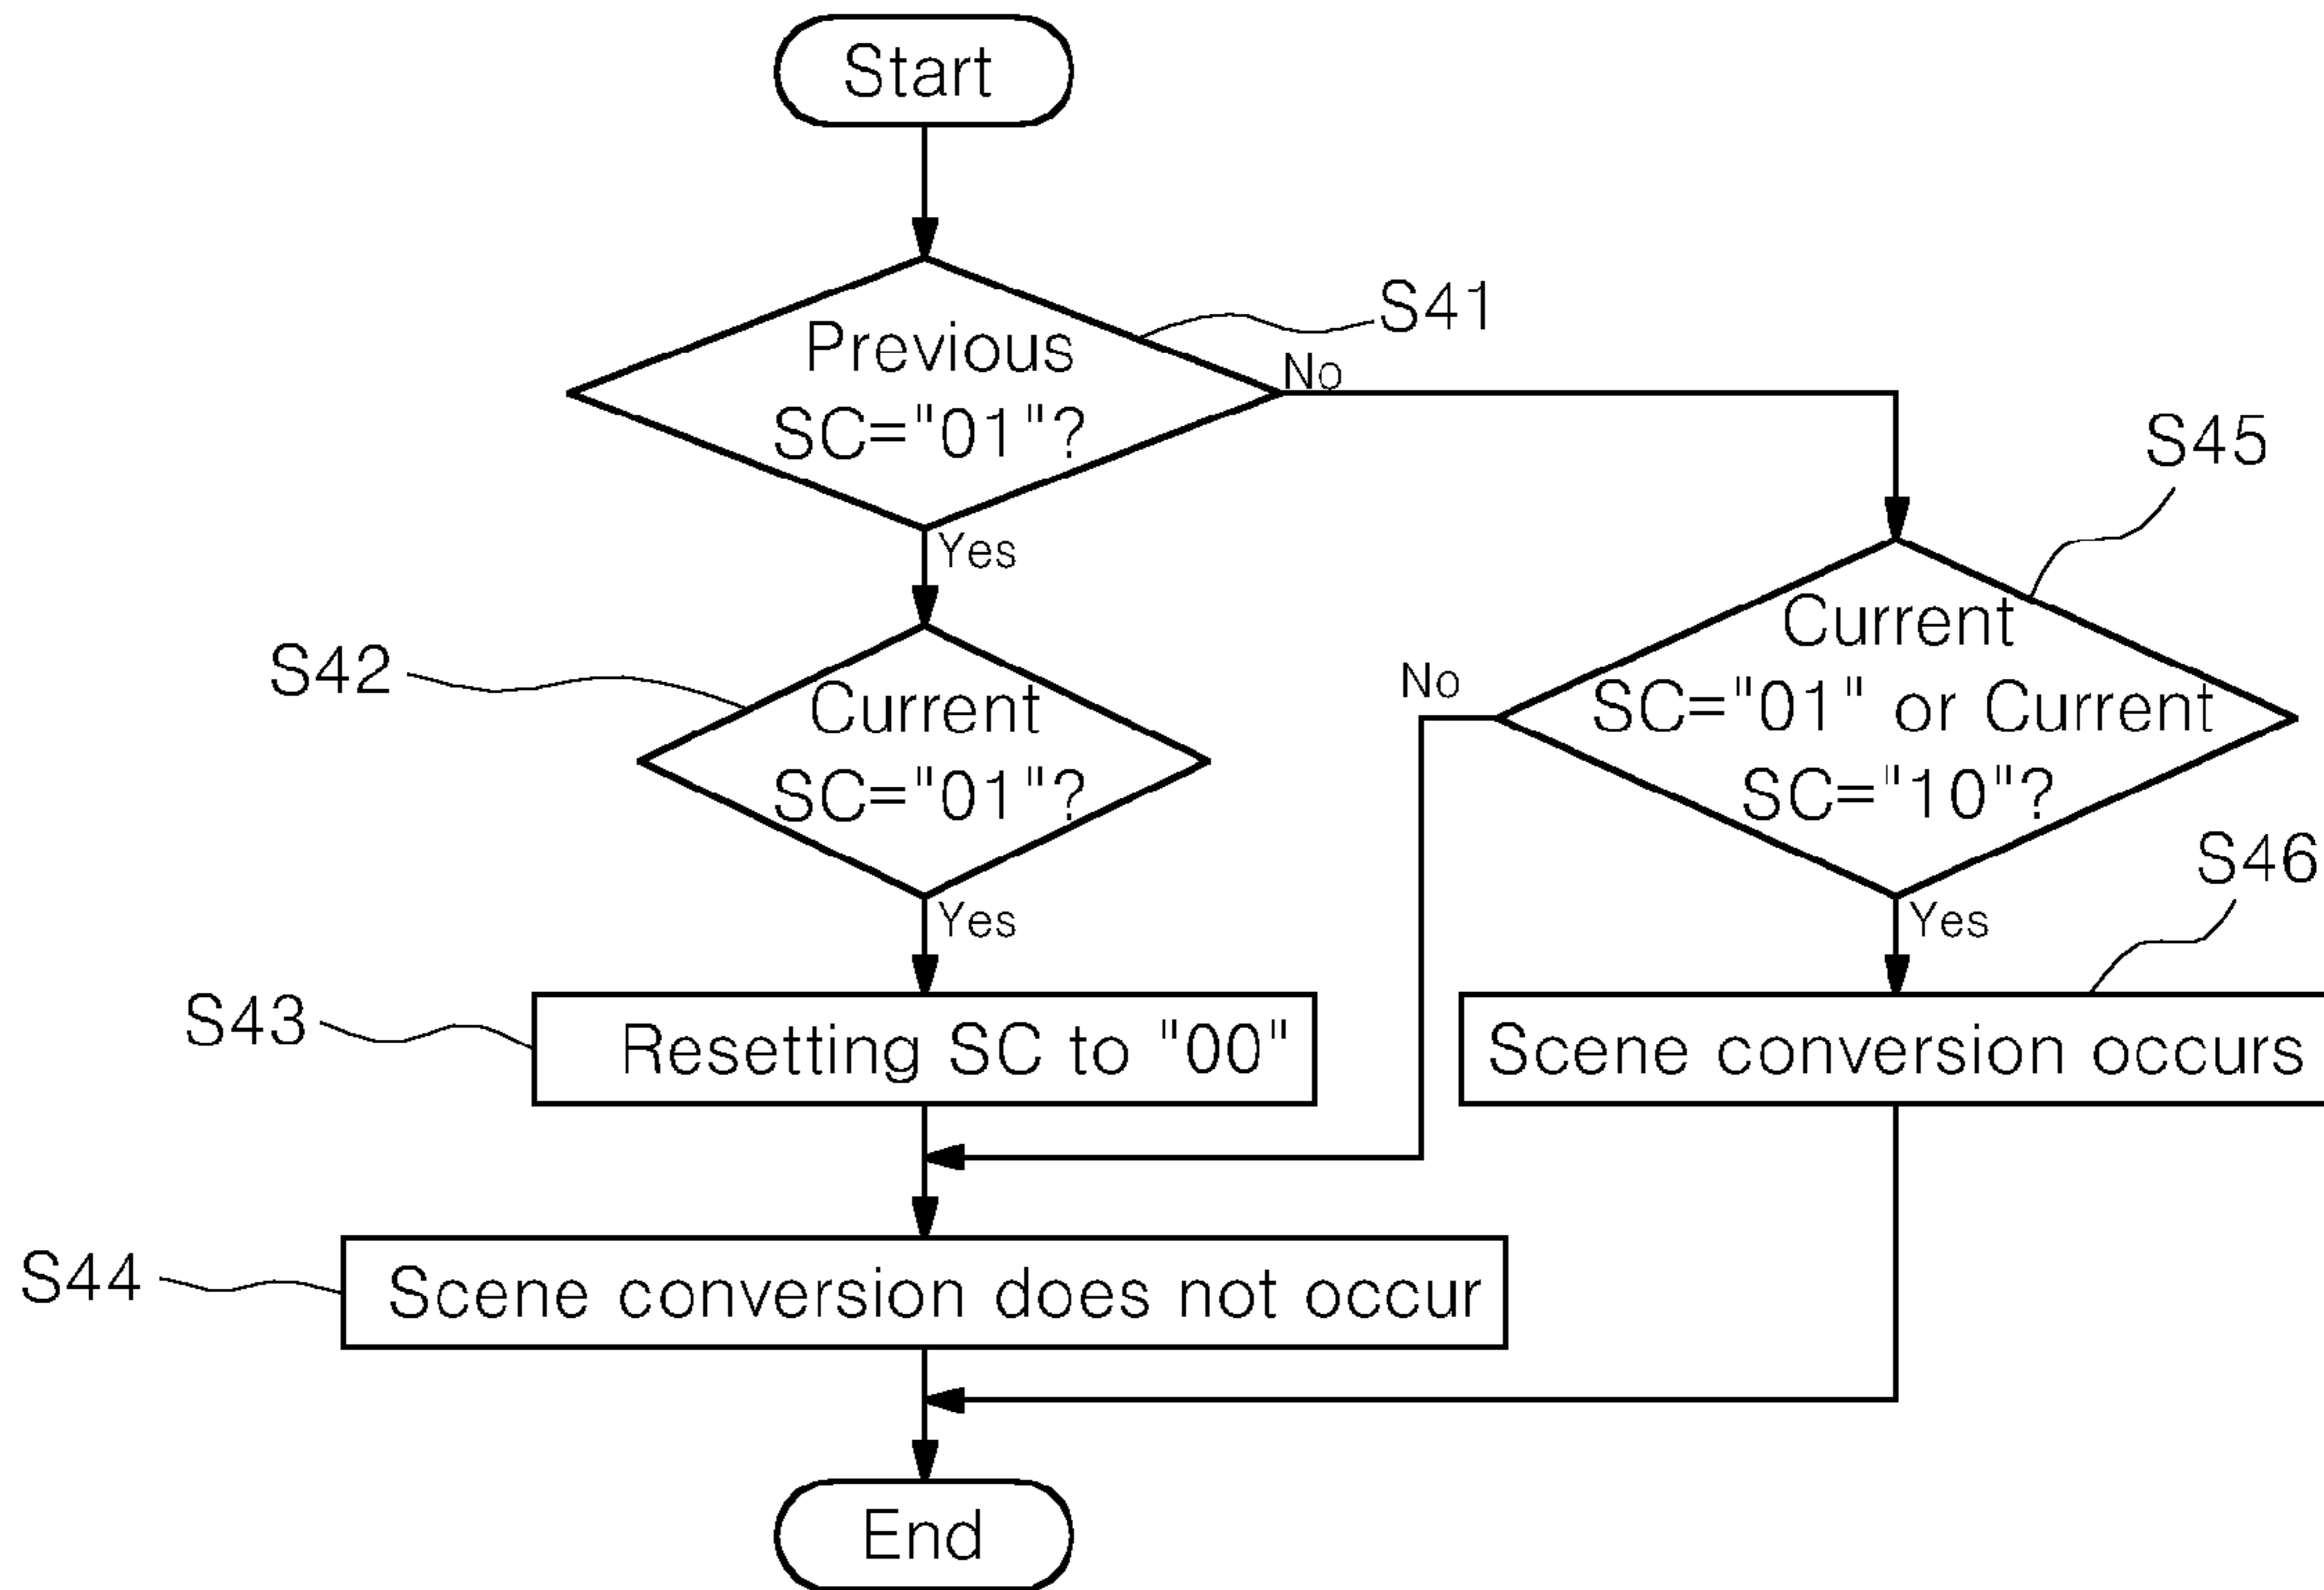 Start
Previous
SC="01"?
S41
No
Yes
S45
Current
SC="01" or Current
SC="10"?
No
S42
Current
SC="01"?
Yes
Yes
S46
S43
Resetting SC to "00"
Scene conversion occurs
S44
Scene conversion does not occur
End